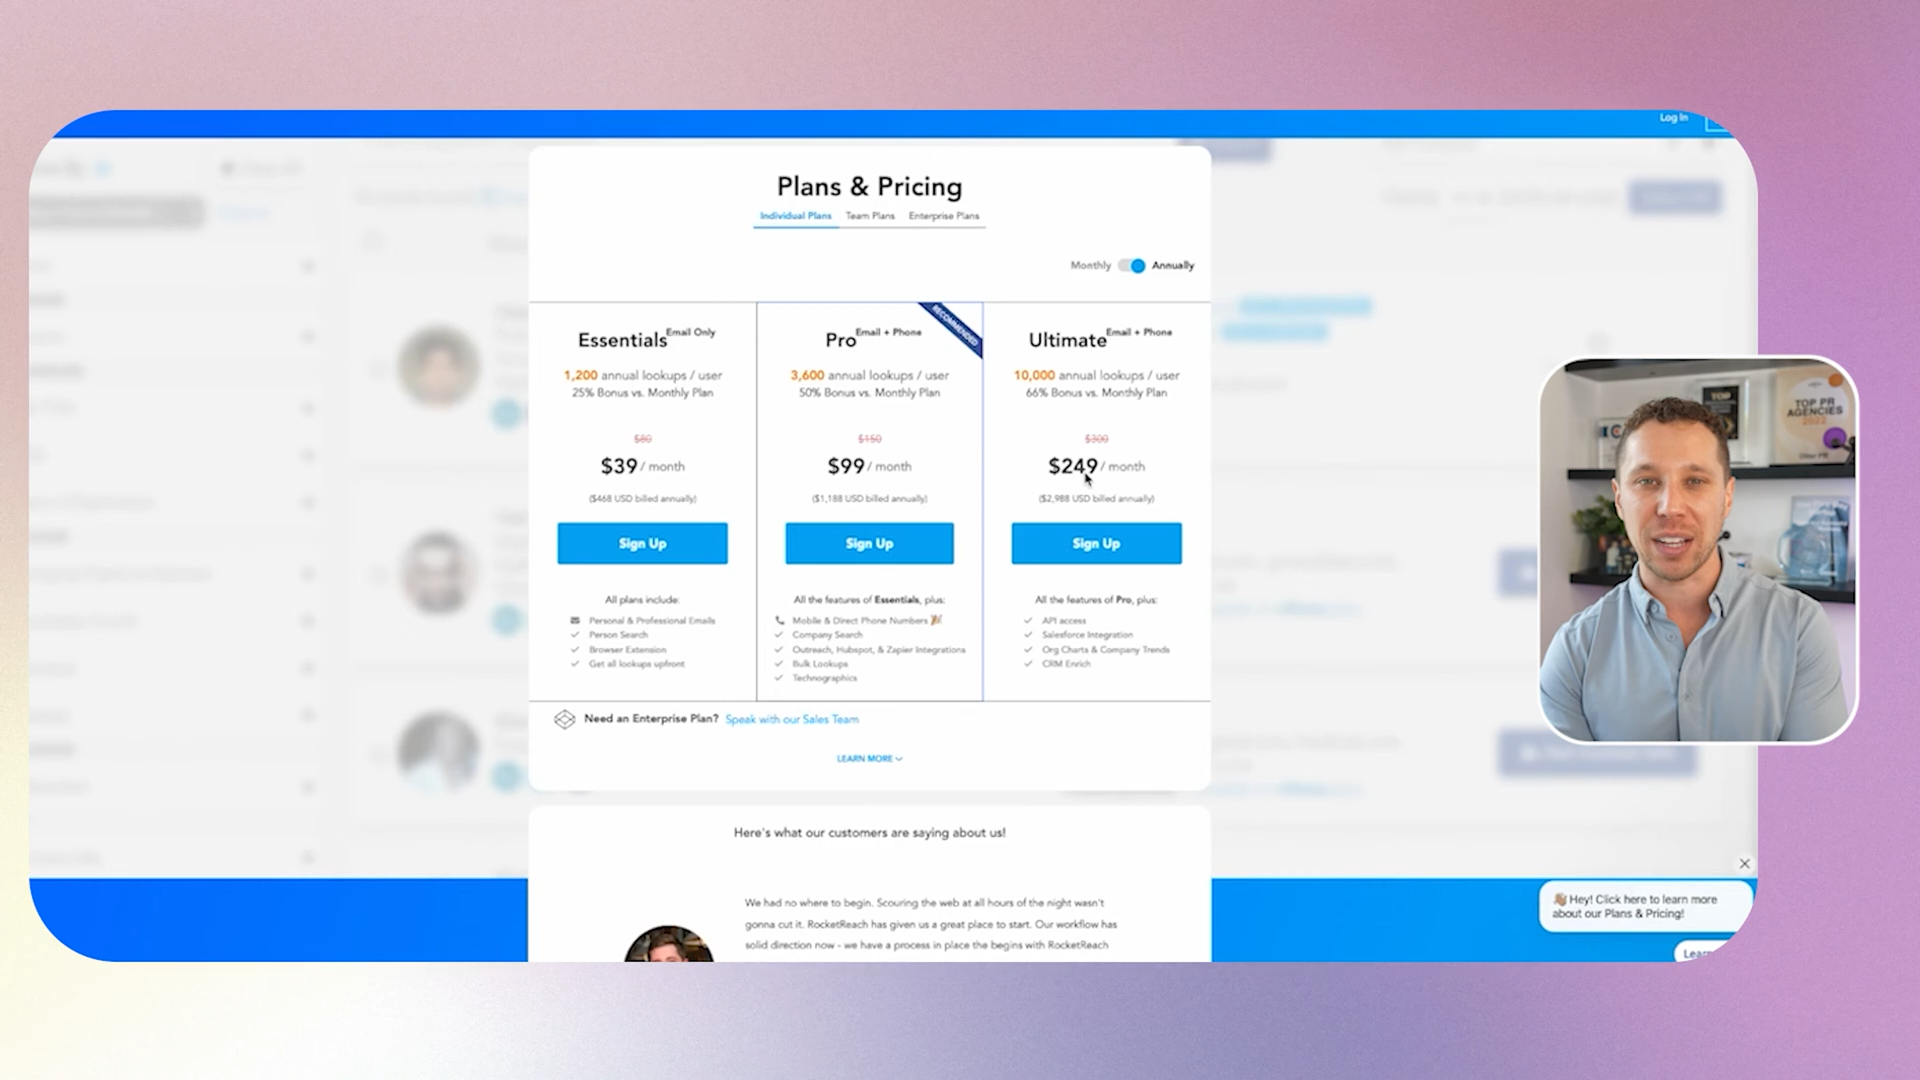 Log In
Plans & Pricing
Individual Plans Team Plans Enterprise Plans
Monthly Annually
RECOMMENDED
Essentials Email Only
1,200 annual lookups / user
25% Bonus vs. Monthly Plan
$80
$39 / month
($468 USD billed annually)
Sign Up
All plans include:
Personal & Professional Emails
Person Search
Browser Extension
Get all lookups upfront
Pro Email + Phone
3,600 annual lookups / user
50% Bonus vs. Monthly Plan
$150
$99 / month
($1,188 USD billed annually)
Sign Up
All the features of Essentials, plus:
Mobile & Direct Phone Numbers
Company Search
Outreach, Hubspot, & Zapier Integrations
Bulk Lookups
Technographics
Ultimate Email + Phone
10,000 annual lookups / user
66% Bonus vs. Monthly Plan
$300
$249 / month
($2,988 USD billed annually)
Sign Up
All the features of Pro, plus:
API access
Salesforce Integration
Org Charts & Company Trends
CRM Enrich
Need an Enterprise Plan? Speak with our Sales Team
LEARN MORE
Here's what our customers are saying about us!
We had no where to begin. Scouring the web at all hours of the night wasn't
gonna cut it. RocketReach has given us a great place to start. Our workflow has
solid direction now - we have a process in place the begins with RocketReach
TOP
TOP PR
AGENCIES
2022
👋🏽 Hey! Click here to learn more
about our Plans & Pricing!